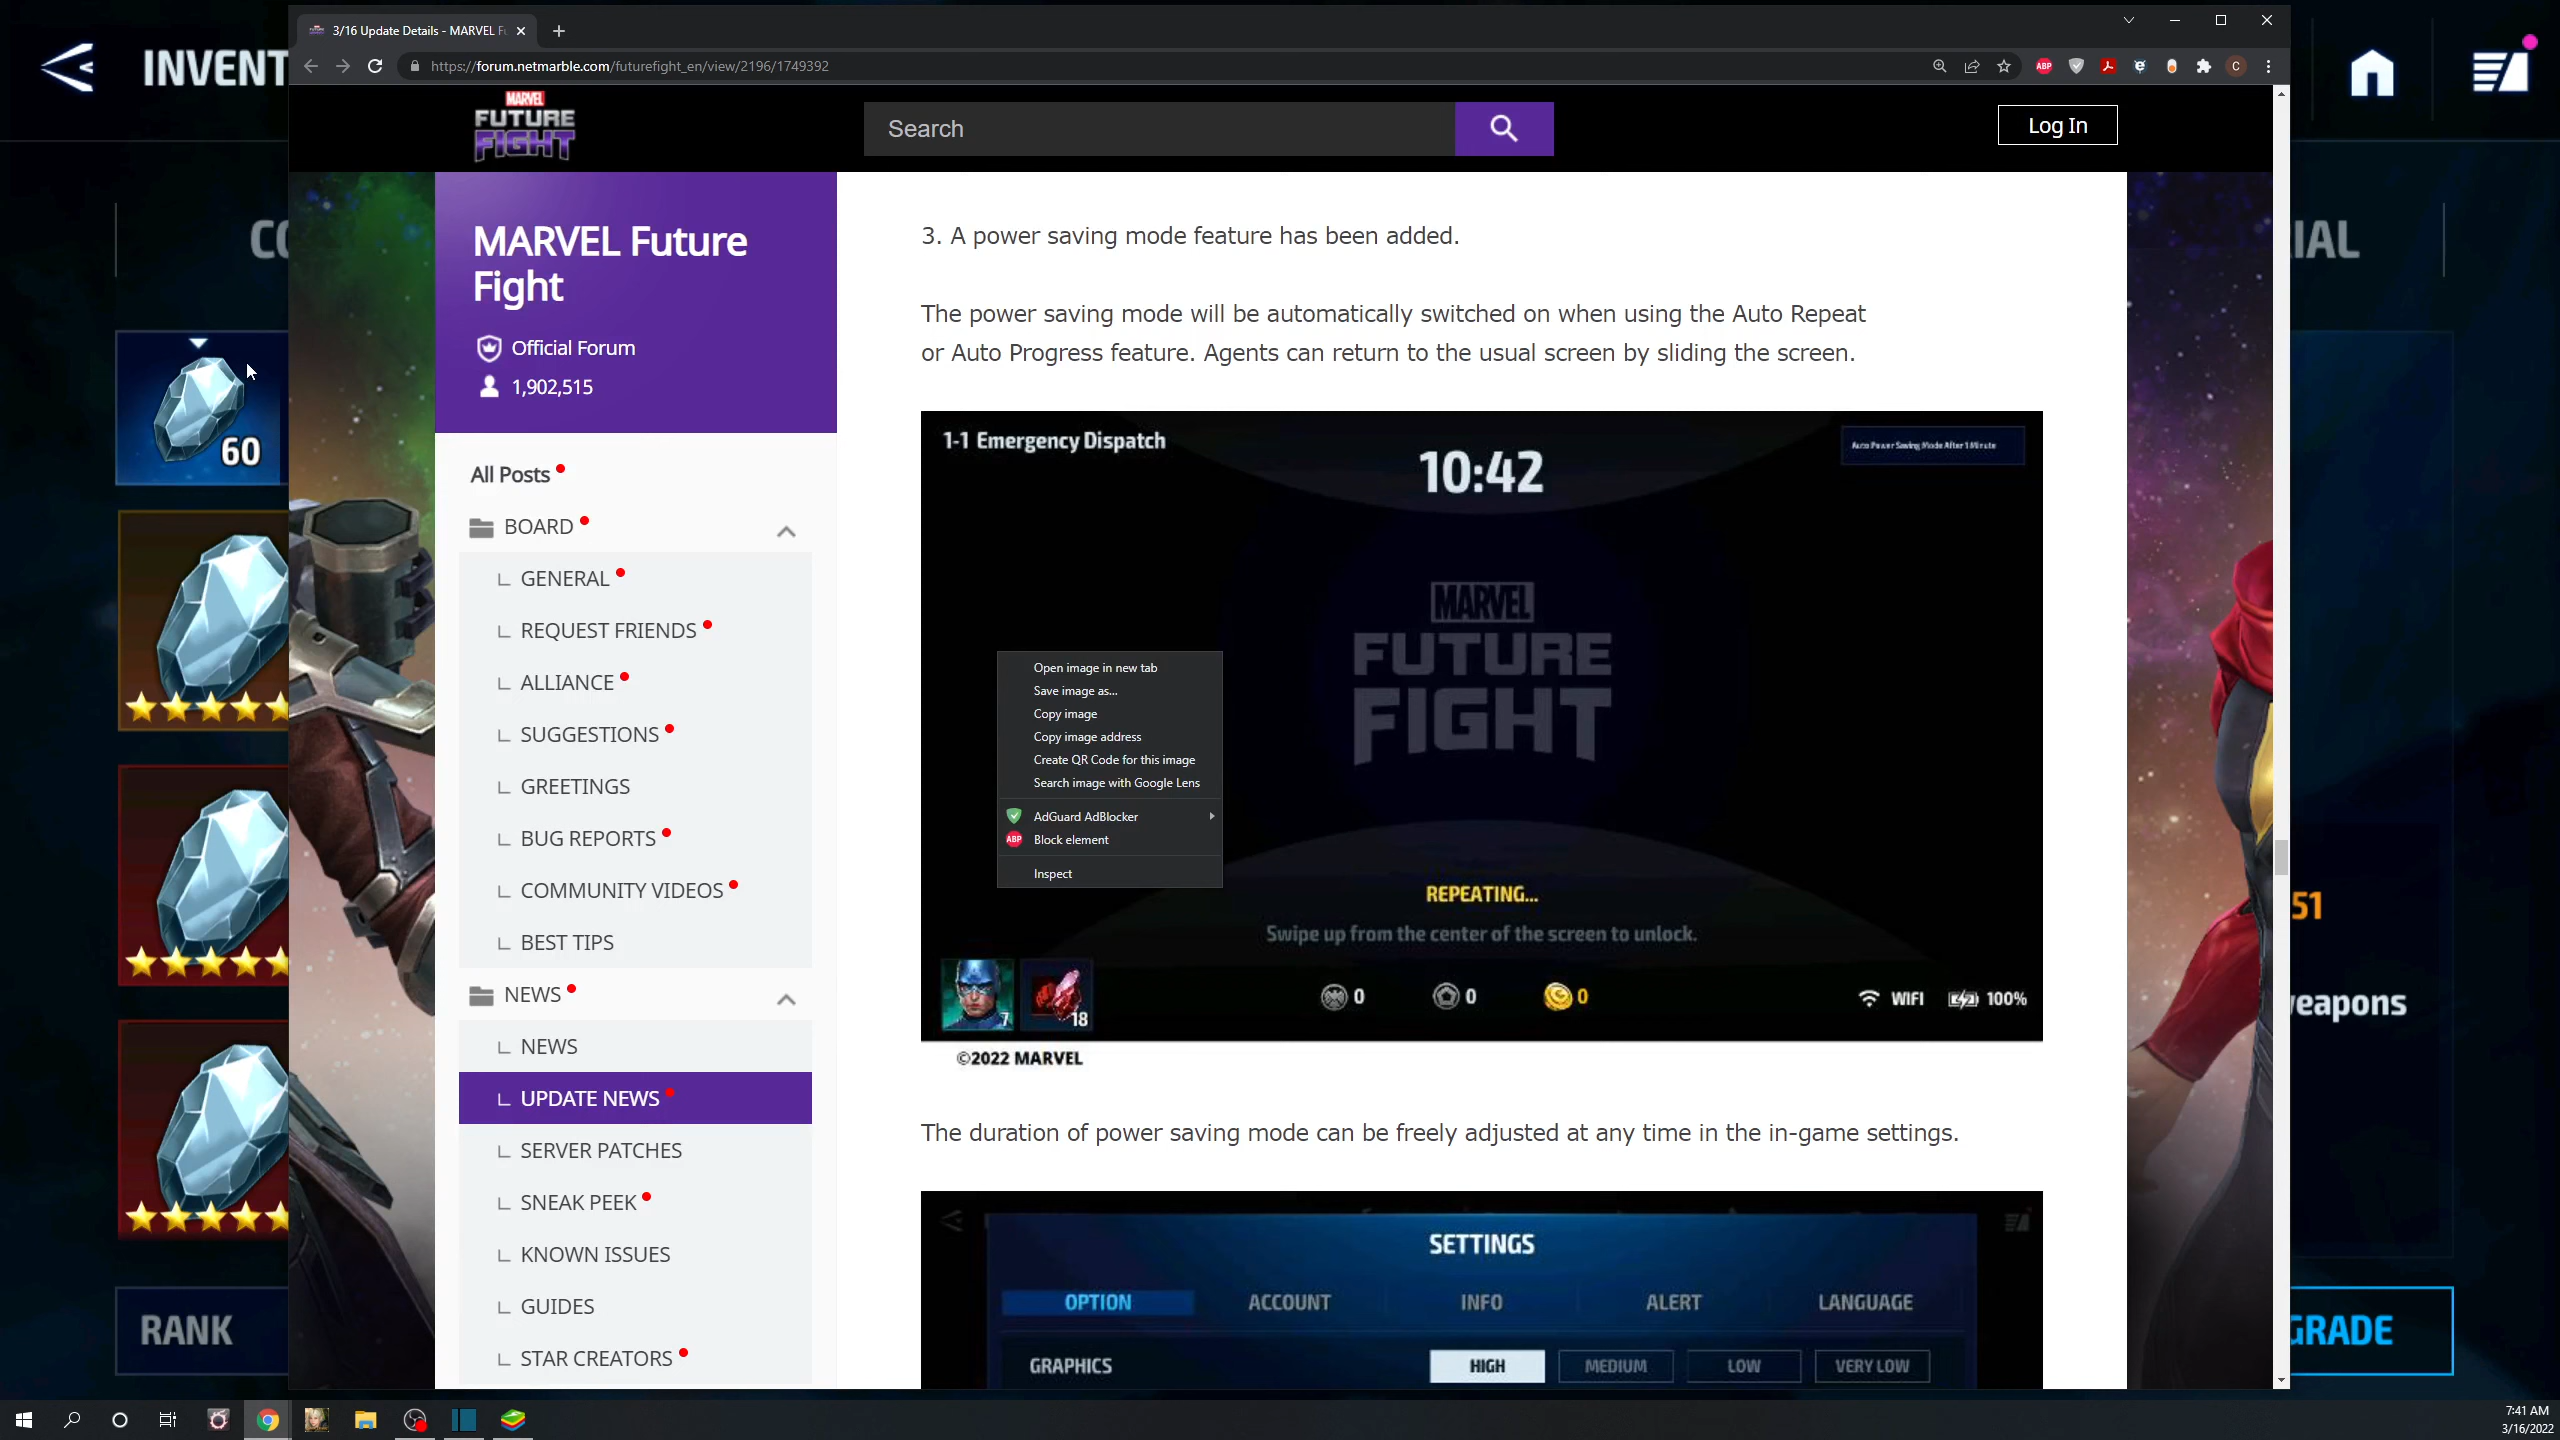 3/16 Update Details - MARVEL F
https://forum.netmarble.com/futurefight_en/view/2196/1749392
ABP
C
INVENT
MARVEL
FUTURE
FIGHT
Search
Log In
CO
IAL
MARVEL Future
Fight
Official Forum
1,902,515
All Posts
BOARD
GENERAL
REQUEST FRIENDS
ALLIANCE
SUGGESTIONS
GREETINGS
BUG REPORTS
COMMUNITY VIDEOS
BEST TIPS
NEWS
NEWS
UPDATE NEWS
SERVER PATCHES
SNEAK PEEK
KNOWN ISSUES
GUIDES
STAR CREATORS
60
RANK
3. A power saving mode feature has been added.
The power saving mode will be automatically switched on when using the Auto Repeat
or Auto Progress feature. Agents can return to the usual screen by sliding the screen.
1-1 Emergency Dispatch
10:42
Auto Power Saving Mode After 1 Minute
MARVEL
FUTURE
FIGHT
Open image in new tab
Save image as...
Copy image
Copy image address
Create QR Code for this image
Search image with Google Lens
AdGuard AdBlocker
ABP Block element
Inspect
REPEATING...
Swipe up from the center of the screen to unlock.
7
18
0
0
0
WIFI
100%
©2022 MARVEL
The duration of power saving mode can be freely adjusted at any time in the in-game settings.
SETTINGS
OPTION ACCOUNT INFO ALERT LANGUAGE
GRAPHICS HIGH MEDIUM LOW VERY LOW
51
eapons
GRADE
7:41 AM
3/16/2022